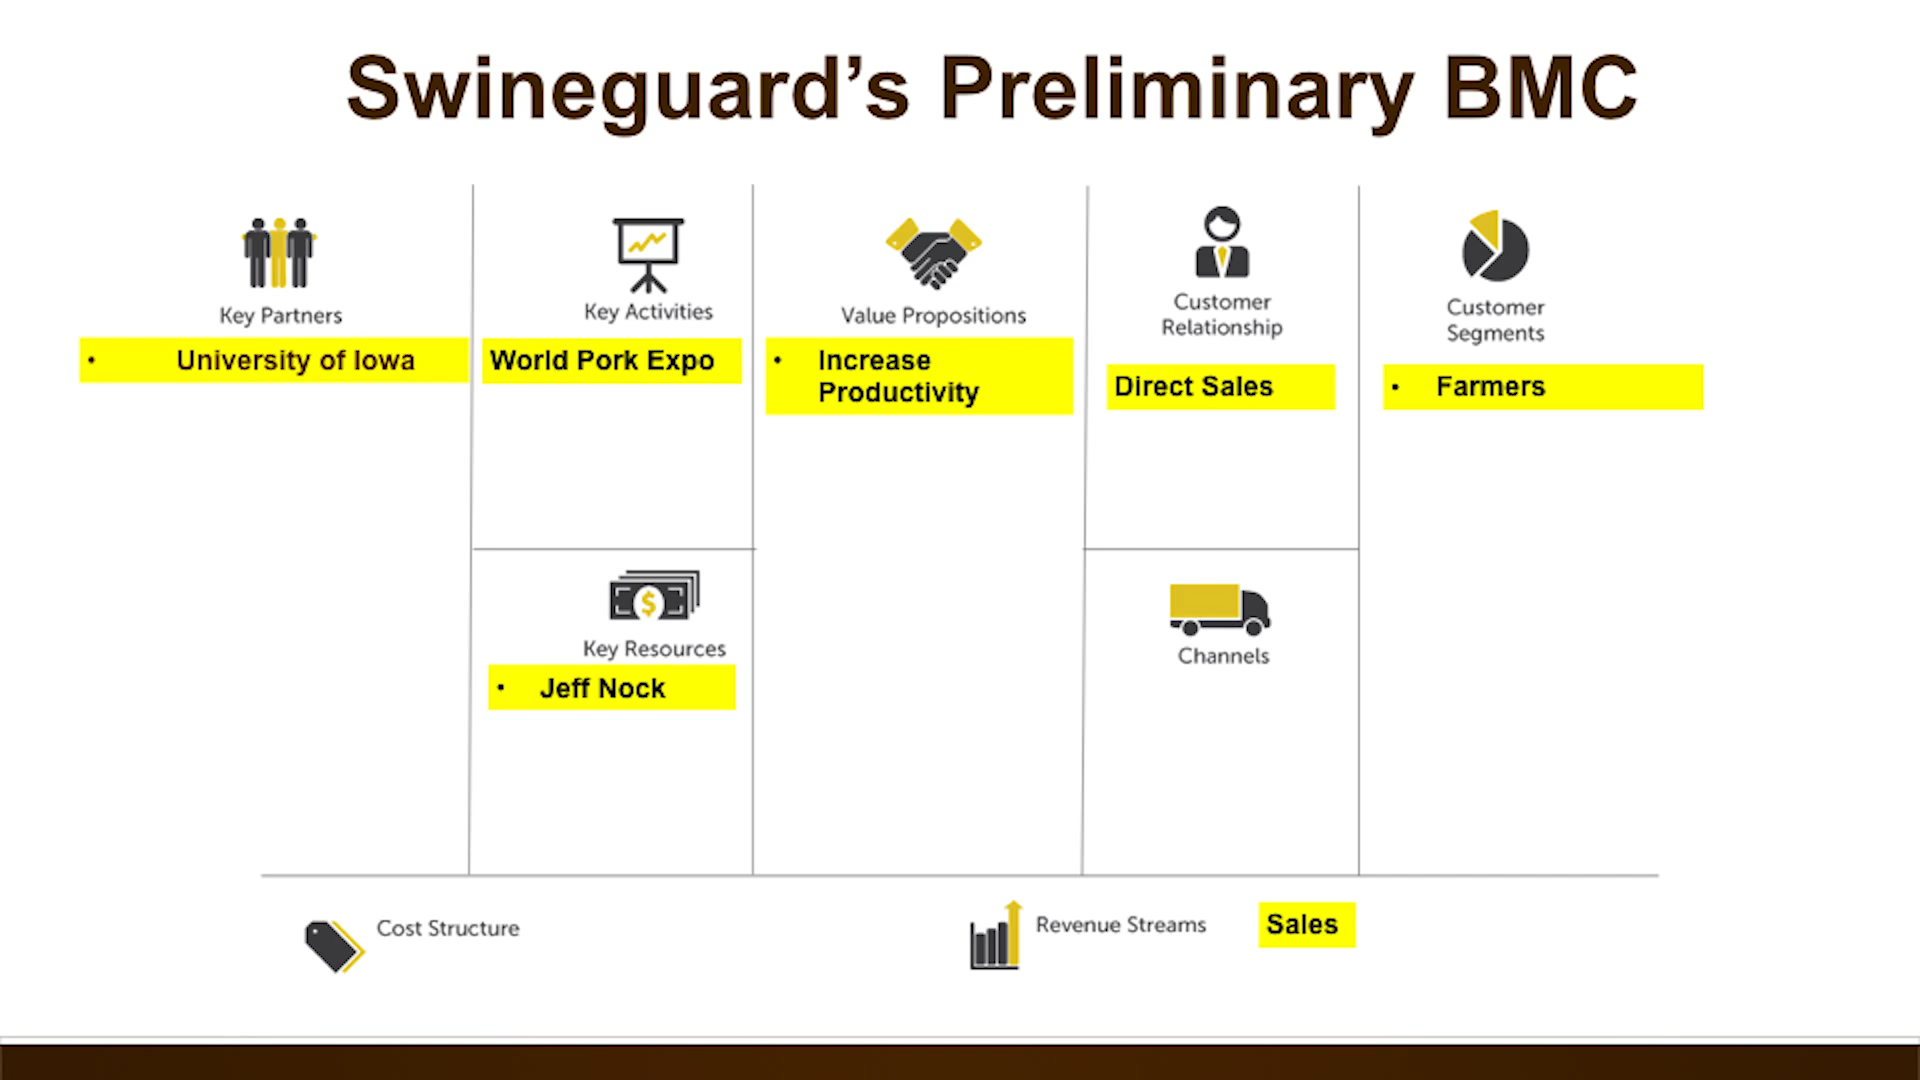 Swineguard’s Preliminary BMC
Key Partners
• University of Iowa
Key Activities
World Pork Expo
Value Propositions
• Increase
Productivity
Customer
Relationship
Direct Sales
Customer
Segments
• Farmers
Key Resources
• Jeff Nock
Channels
Cost Structure
Revenue Streams
Sales